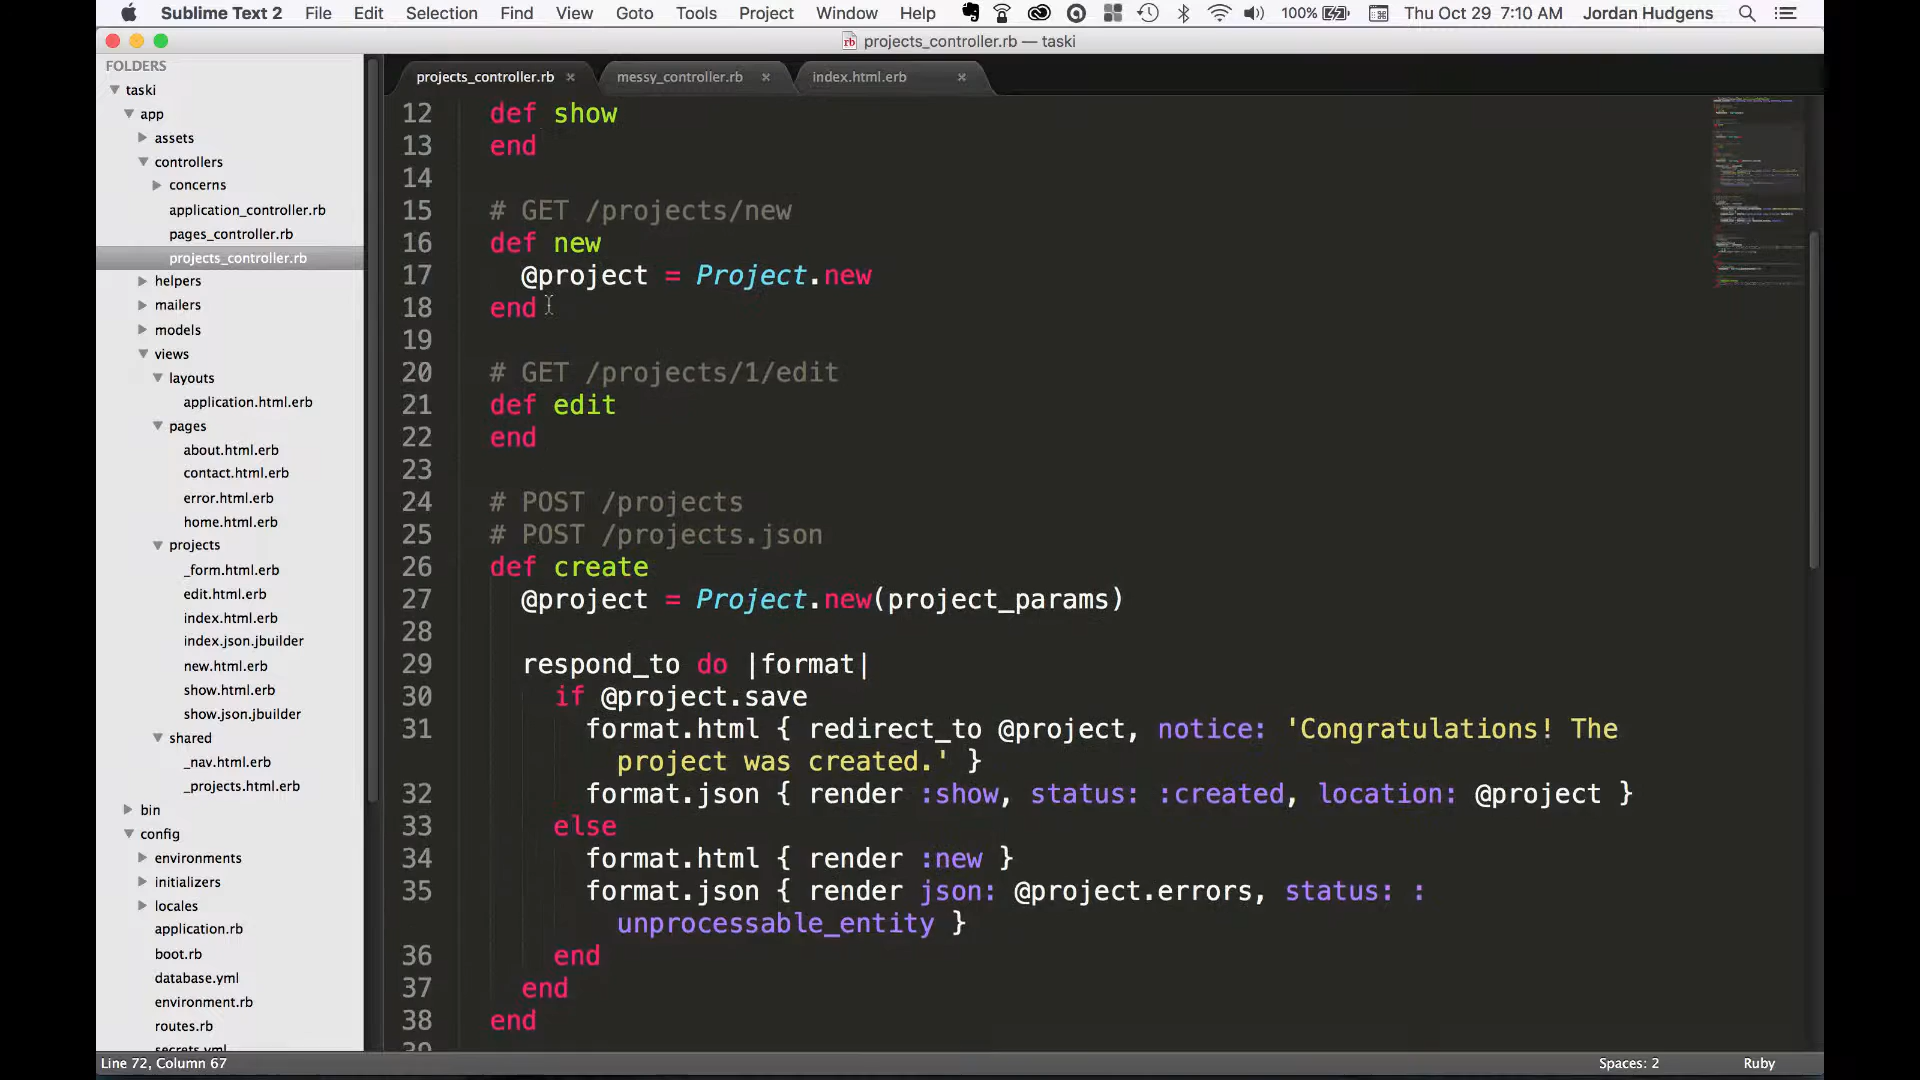 Sublime Text 2 File Edit Selection Find View Goto Tools Project Window Help 100% Thu Oct 29 7:10 AM Jordan Hudgens
projects_controller.rb — taski
FOLDERS
taski
app
assets
controllers
concerns
application_controller.rb
pages_controller.rb
projects_controller.rb
helpers
mailers
models
views
layouts
application.html.erb
pages
about.html.erb
contact.html.erb
error.html.erb
home.html.erb
projects
_form.html.erb
edit.html.erb
index.html.erb
index.json.jbuilder
new.html.erb
show.html.erb
show.json.jbuilder
shared
_nav.html.erb
_projects.html.erb
bin
config
environments
initializers
locales
application.rb
boot.rb
database.yml
environment.rb
routes.rb
secrets.yml
projects_controller.rb × messy_controller.rb × index.html.erb ×
12 def show
13 end
14
15 # GET /projects/new
16 def new
17 @project = Project.new
18 end
19
20 # GET /projects/1/edit
21 def edit
22 end
23
24 # POST /projects
25 # POST /projects.json
26 def create
27 @project = Project.new(project_params)
28
29 respond_to do |format|
30 if @project.save
31 format.html { redirect_to @project, notice: 'Congratulations! The
project was created.' }
32 format.json { render :show, status: :created, location: @project }
33 else
34 format.html { render :new }
35 format.json { render json: @project.errors, status: :
unprocessable_entity }
36 end
37 end
38 end
39
Line 72, Column 67 Spaces: 2 Ruby